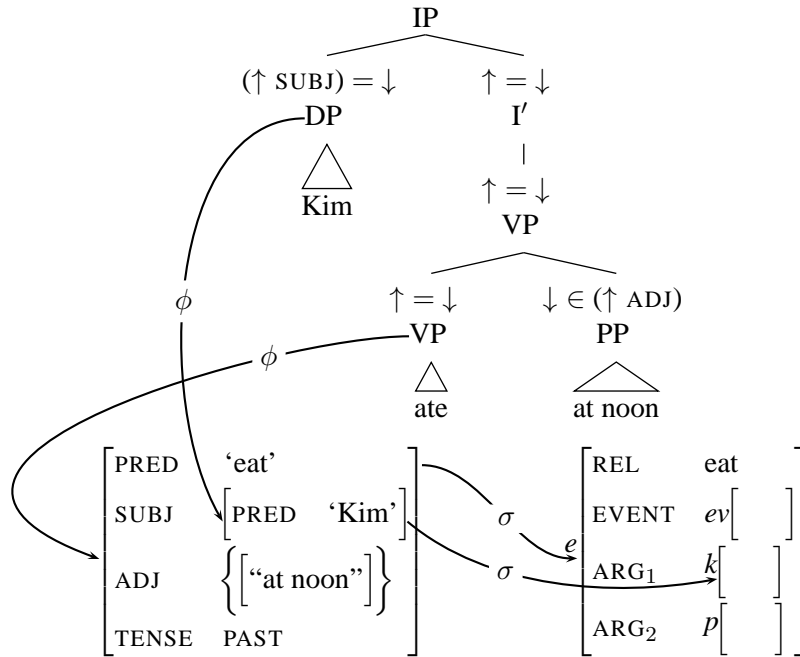 IP
(↑ SUBJ) = ↓ ↑ = ↓
DP I′
Kim
↑ = ↓
VP
ϕ
↑ = ↓ ↓ ∈ (↑ ADJ)
VP PP
ϕ
ate at noon
PRED ‘eat’ REL eat
SUBJ [PRED ‘Kim’] σ EVENT ev[ ]
e
ADJ {[“at noon”]} σ ARG₁ k[ ]
TENSE PAST ARG₂ p[ ]